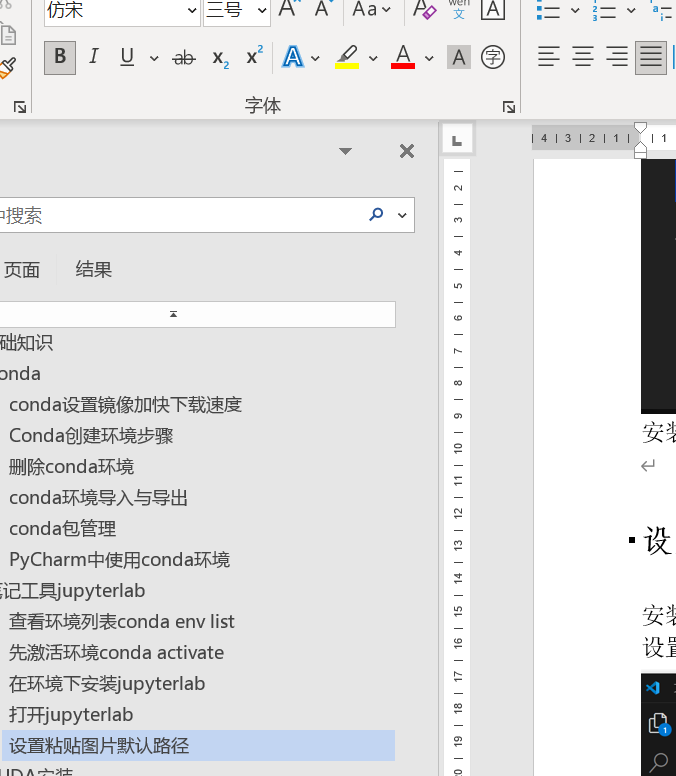 仿宋 三号 A A Aa A wén 文 A
B I U ab x₂ x² A A A 字
字体
4 3 2 1 1
中搜索
页面 结果
础知识
onda
conda设置镜像加快下载速度
Conda创建环境步骤
删除conda环境
conda环境导入与导出
conda包管理
PyCharm中使用conda环境
笔记工具jupyterlab
查看环境列表conda env list
先激活环境conda activate
在环境下安装jupyterlab
打开jupyterlab
设置粘贴图片默认路径
UDA安装
2
3
4
5
6
7
8
9
10
11
12
13
14
15
16
17
18
19
20
安装
设
安装
设置
1